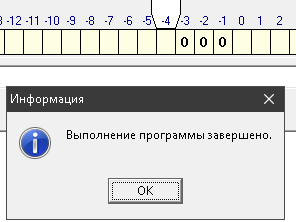 -12 -11 -10 -9 -8 -7 -6 -5 -4 -3 -2 -1 0 1 2
0 0 0
Информация
Выполнение программы завершено.
OK